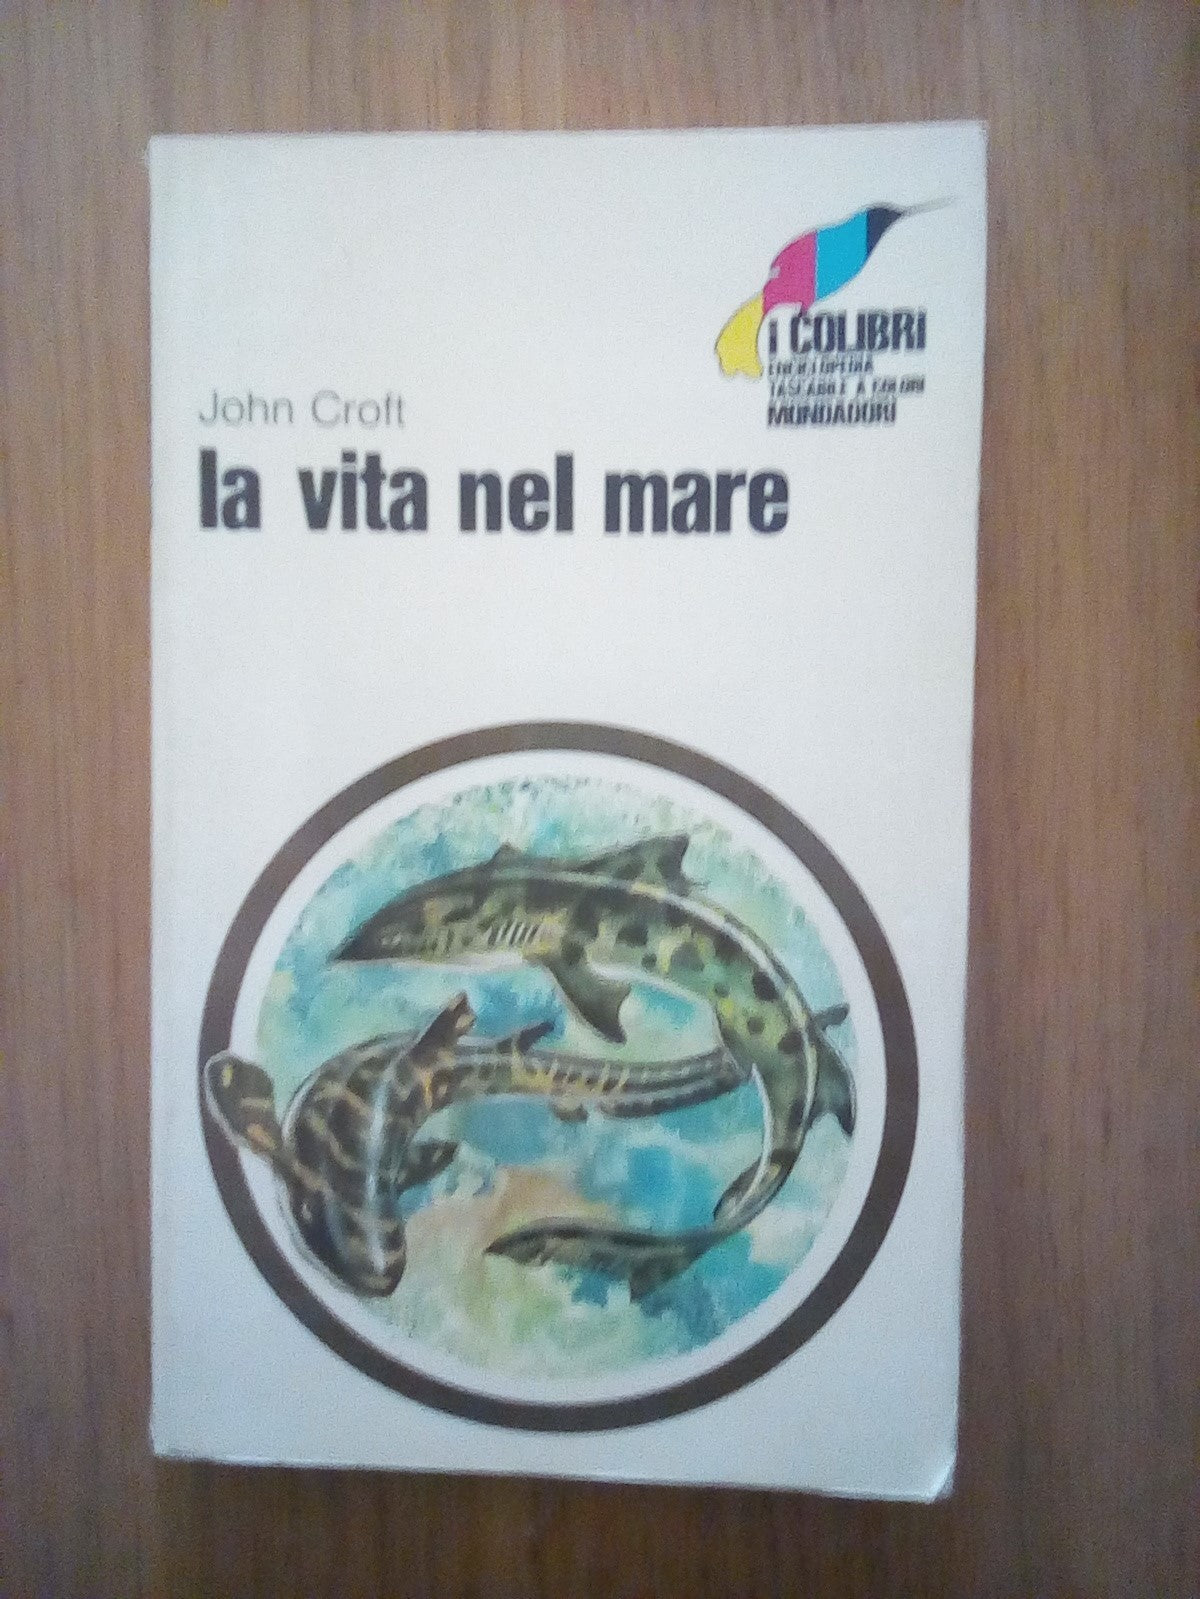 i COLIBRI
ENCICLOPEDIA
TASCABILE A COLORI
MONDADORI
John Croft
la vita nel mare